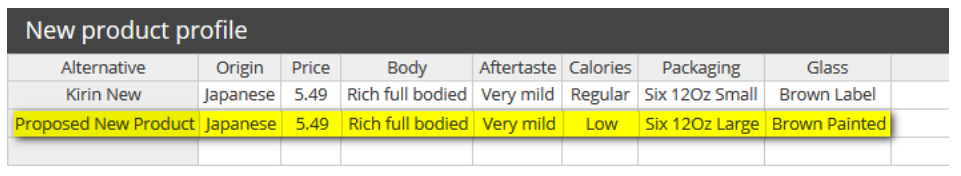 New product profile
Alternative Origin Price Body Aftertaste Calories Packaging Glass
Kirin New Japanese 5.49 Rich full bodied Very mild Regular Six 12Oz Small Brown Label
Proposed New Product Japanese 5.49 Rich full bodied Very mild Low Six 12Oz Large Brown Painted